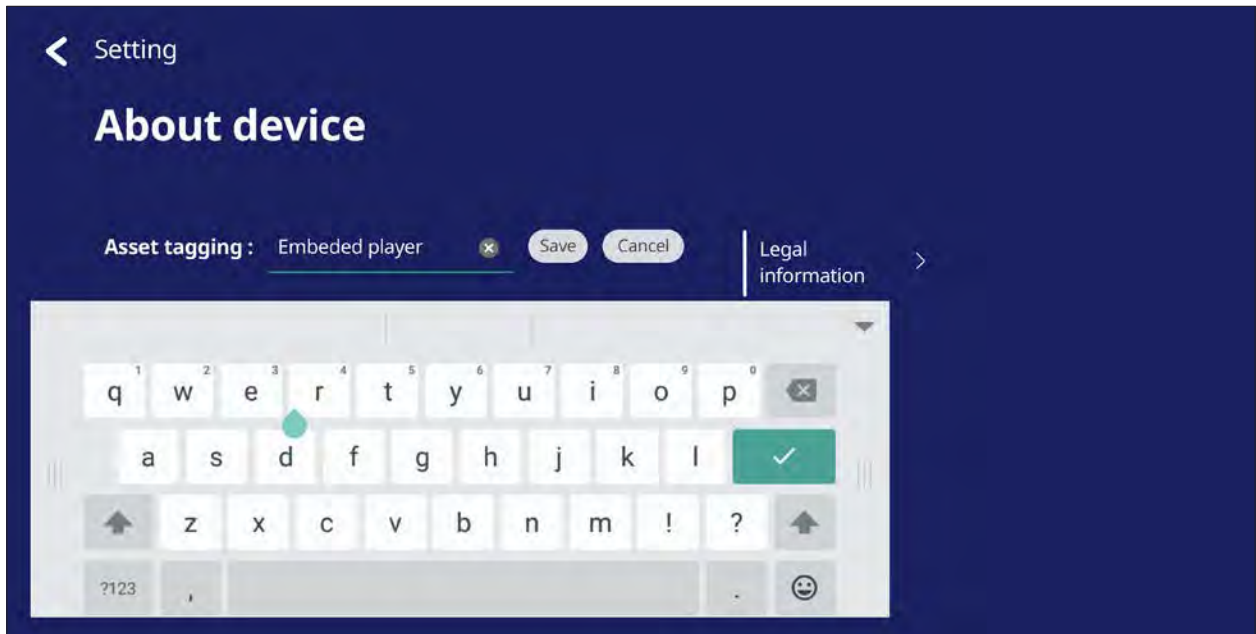 Setting
About device
Asset tagging : Embeded player Save Cancel
Legal
information
1 2 3 4 5 6 7 8 9 0
q w e r t y u i o p
a s d f g h j k l
z x c v b n m ! ?
?123 , .